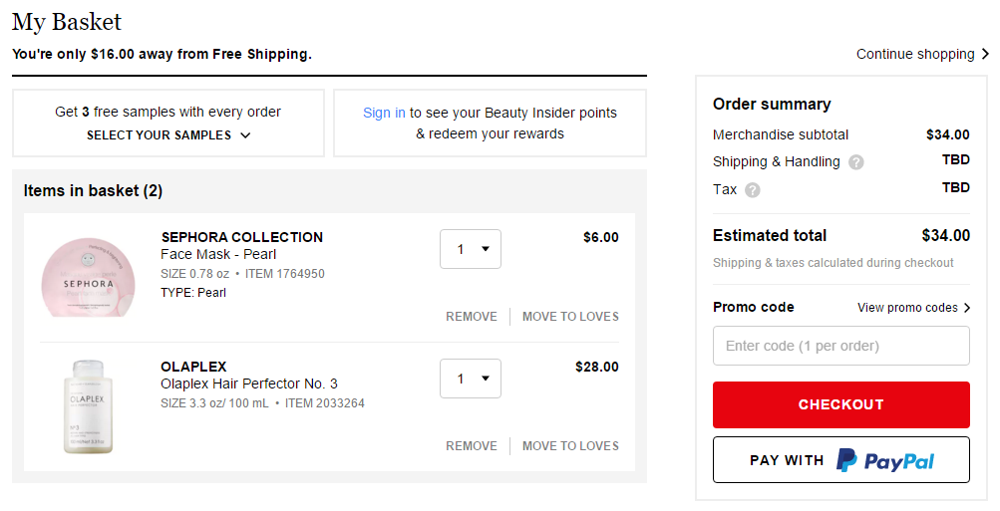 My Basket
You're only $16.00 away from Free Shipping.
Continue shopping
Get 3 free samples with every order
SELECT YOUR SAMPLES
Sign in to see your Beauty Insider points
& redeem your rewards
Items in basket (2)
SEPHORA
SEPHORA COLLECTION
Face Mask - Pearl
SIZE 0.78 oz • ITEM 1764950
TYPE: Pearl
1
$6.00
REMOVE
MOVE TO LOVES
OLAPLEX
OLAPLEX
Olaplex Hair Perfector No. 3
SIZE 3.3 oz/ 100 mL • ITEM 2033264
1
$28.00
REMOVE
MOVE TO LOVES
Order summary
Merchandise subtotal $34.00
Shipping & Handling ? TBD
Tax ? TBD
Estimated total $34.00
Shipping & taxes calculated during checkout
Promo code View promo codes
Enter code (1 per order)
CHECKOUT
PAY WITH PayPal